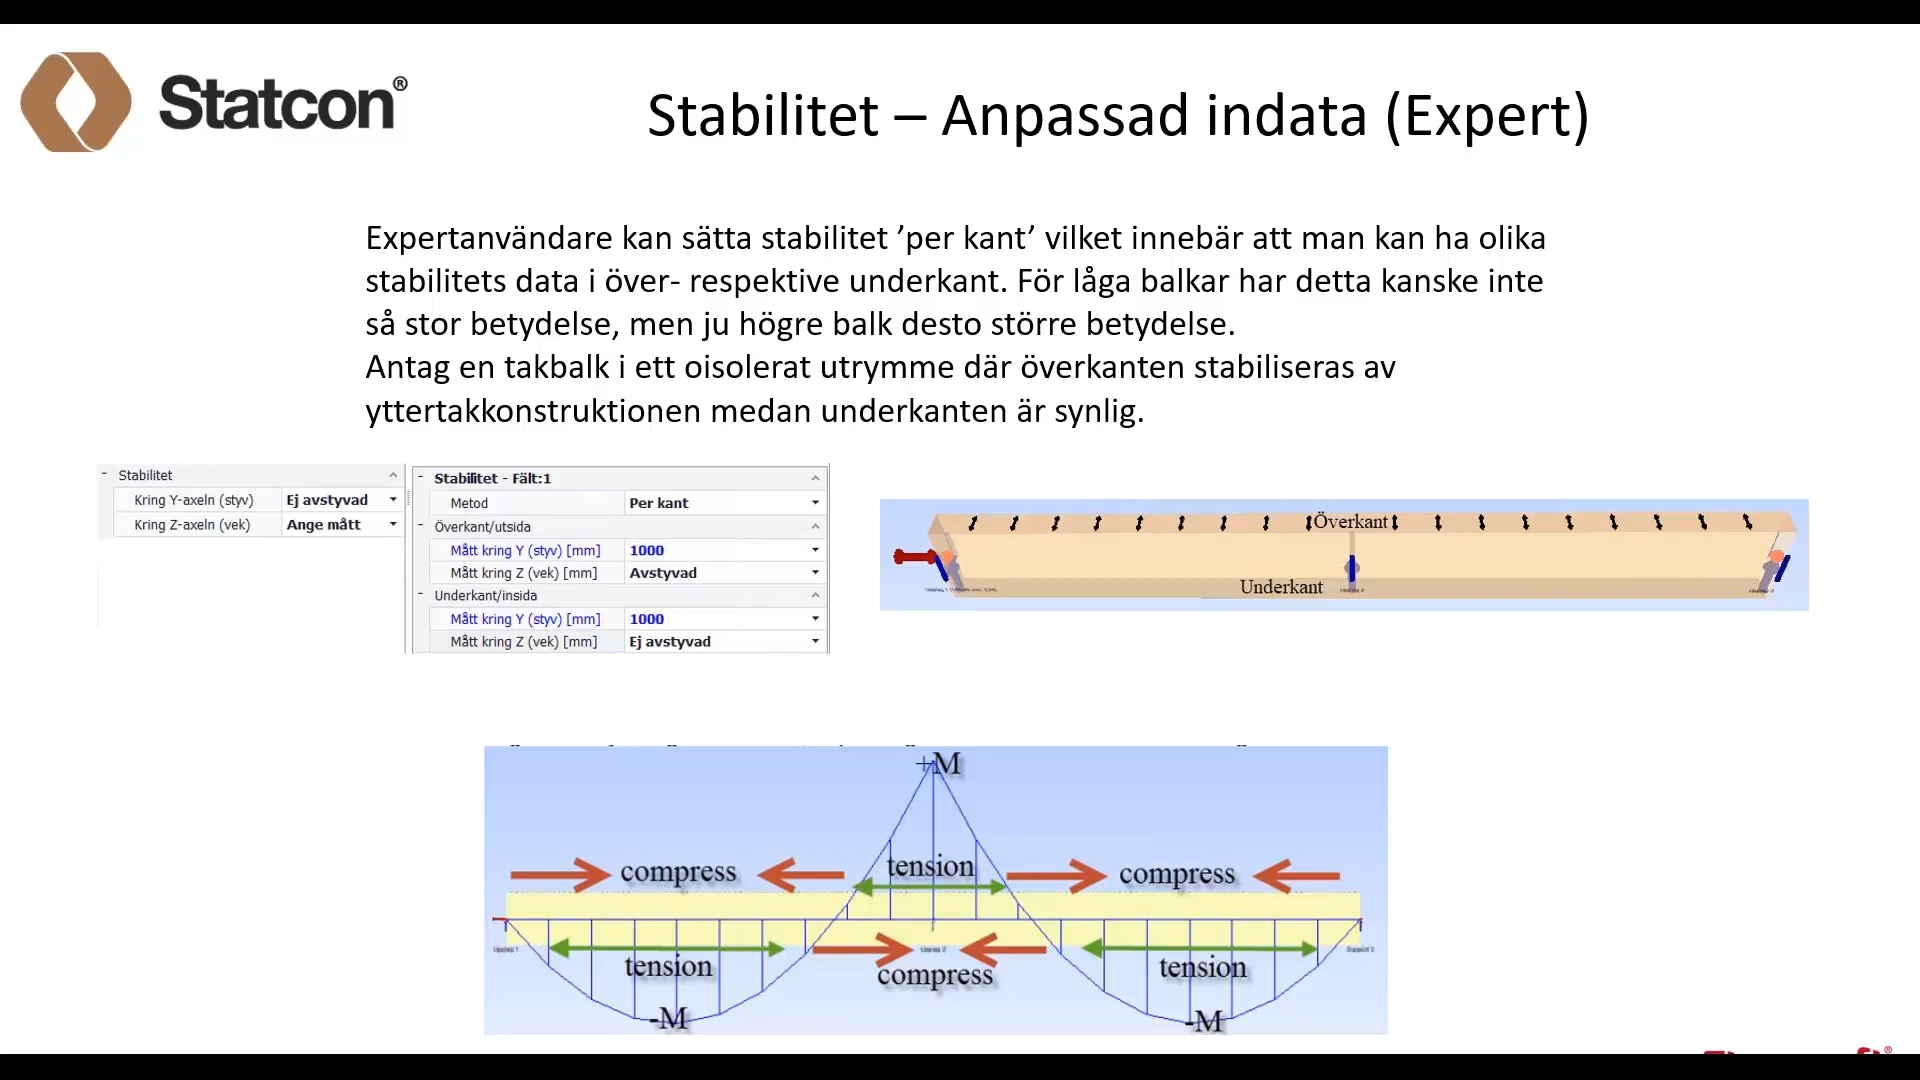 Statcon®
Stabilitet – Anpassad indata (Expert)
Expertanvändare kan sätta stabilitet ’per kant’ vilket innebär att man kan ha olika
stabilitets data i över- respektive underkant. För låga balkar har detta kanske inte
så stor betydelse, men ju högre balk desto större betydelse.
Antag en takbalk i ett oisolerat utrymme där överkanten stabiliseras av
yttertakkonstruktionen medan underkanten är synlig.
- Stabilitet
Kring Y-axeln (styv) Ej avstyvad
Kring Z-axeln (vek) Ange mått
- Stabilitet - Fält:1
Metod Per kant
- Överkant/utsida
Mått kring Y (styv) [mm] 1000
Mått kring Z (vek) [mm] Avstyvad
- Underkant/insida
Mått kring Y (styv) [mm] 1000
Mått kring Z (vek) [mm] Ej avstyvad
Överkant
Underkant
+M
compress
tension
compress
tension
compress
tension
-M
-M